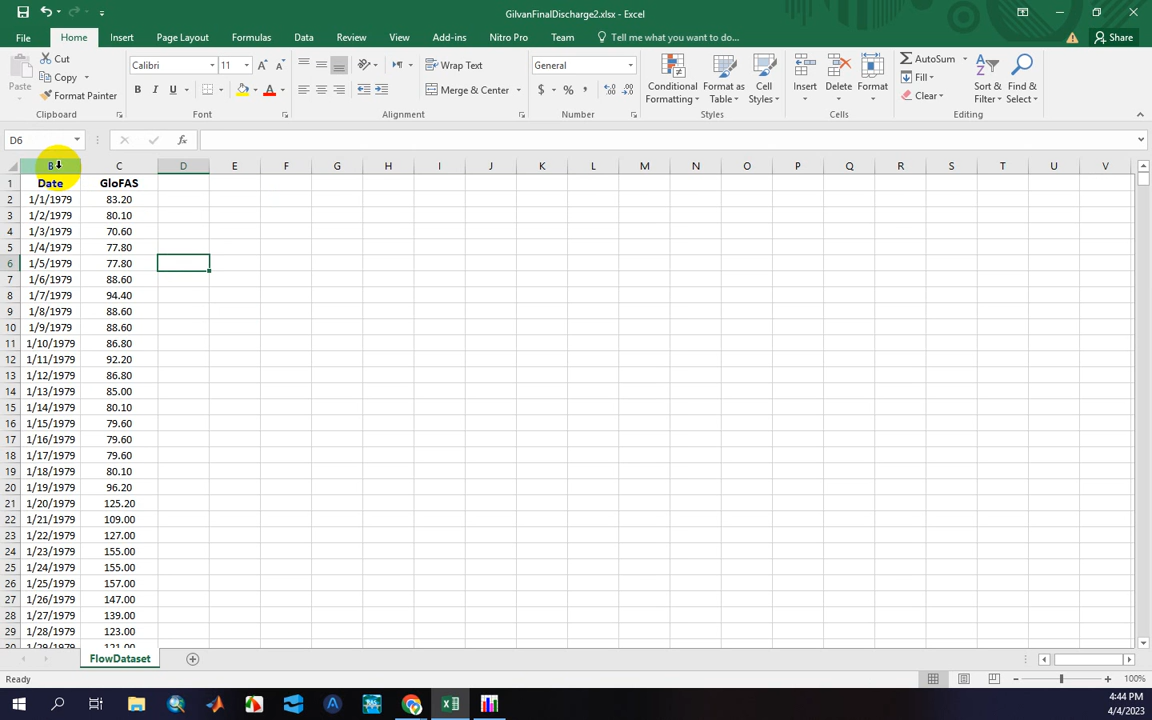 GilvanFinalDischarge2.xlsx - Excel
File Home Insert Page Layout Formulas Data Review View Add-ins Nitro Pro Team Tell me what you want to do... Share
Paste Cut Copy Format Painter
Calibri 11 A A
B I U A
Wrap Text
Merge & Center
General
$ % , .0 .00 .00 .0
Conditional Formatting Format as Table Cell Styles
Insert Delete Format
AutoSum Fill Clear
Sort & Filter Find & Select
Clipboard Font Alignment Number Styles Cells Editing
D6 fx
B C D E F G H I J K L M N O P Q R S T U V
1 Date GloFAS
2 1/1/1979 83.20
3 1/2/1979 80.10
4 1/3/1979 70.60
5 1/4/1979 77.80
6 1/5/1979 77.80
7 1/6/1979 88.60
8 1/7/1979 94.40
9 1/8/1979 88.60
10 1/9/1979 88.60
11 1/10/1979 86.80
12 1/11/1979 92.20
13 1/12/1979 86.80
14 1/13/1979 85.00
15 1/14/1979 80.10
16 1/15/1979 79.60
17 1/16/1979 79.60
18 1/17/1979 79.60
19 1/18/1979 80.10
20 1/19/1979 96.20
21 1/20/1979 125.20
22 1/21/1979 109.00
23 1/22/1979 127.00
24 1/23/1979 155.00
25 1/24/1979 155.00
26 1/25/1979 157.00
27 1/26/1979 147.00
28 1/27/1979 139.00
29 1/28/1979 123.00
30 1/29/1979 121.00
FlowDataset
Ready 100%
4:44 PM
4/4/2023